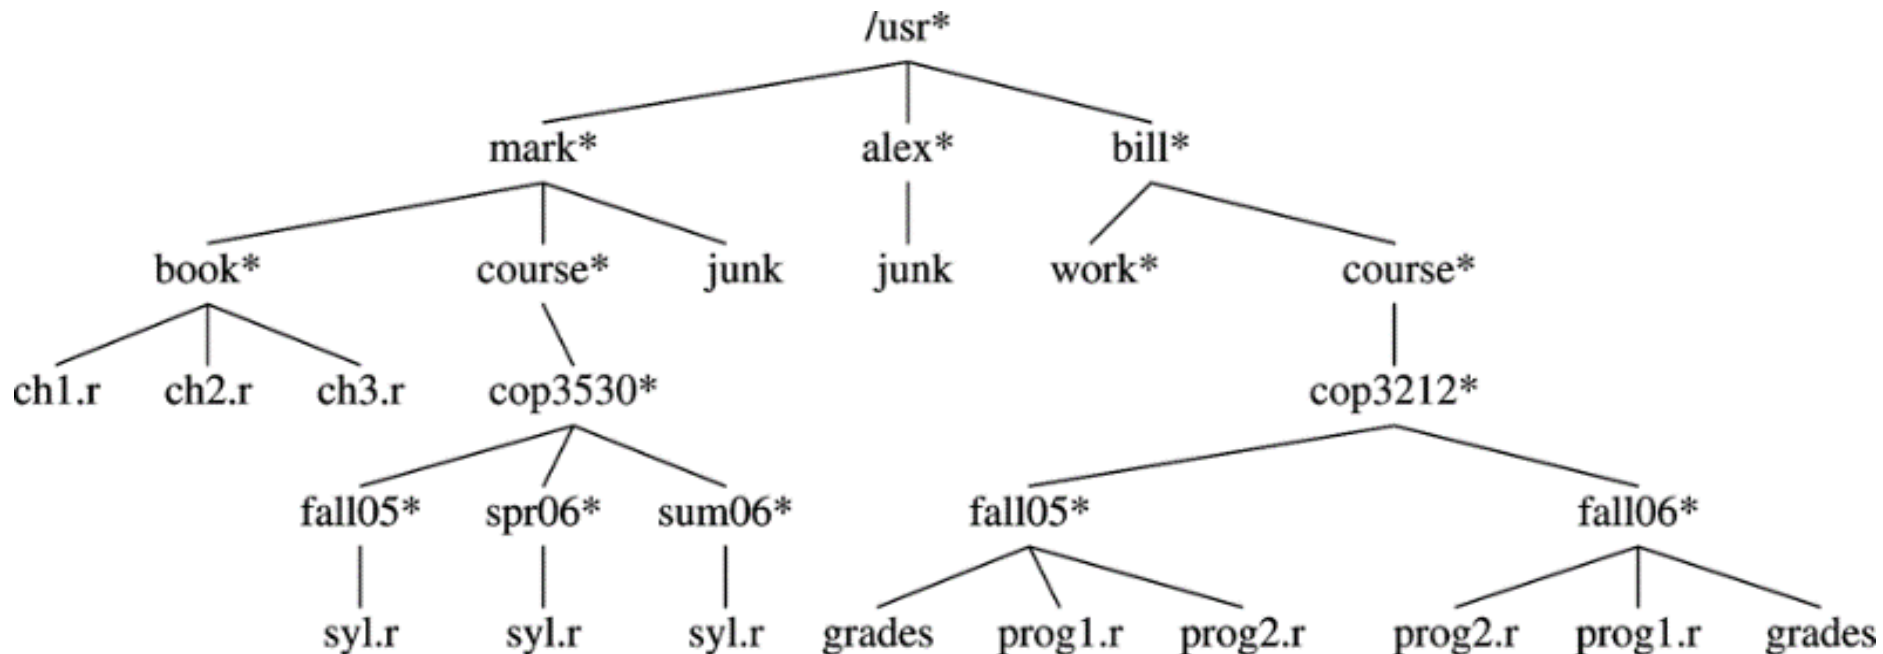 /usr*
mark* alex* bill*
book* course* junk junk work* course*
ch1.r ch2.r ch3.r cop3530* cop3212*
fall05* spr06* sum06* fall05* fall06*
syl.r syl.r syl.r grades prog1.r prog2.r prog2.r prog1.r grades